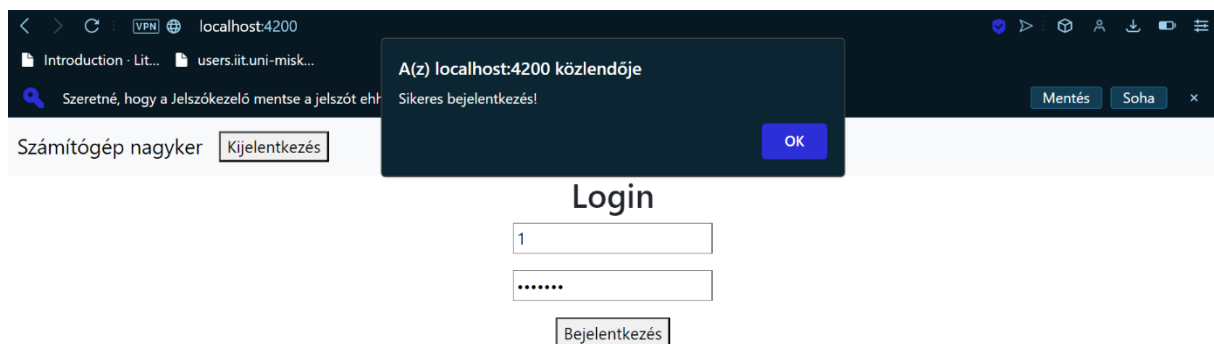 VPN localhost:4200
Introduction · Lit... users.iit.uni-misk...
A(z) localhost:4200 közlendője
Szeretné, hogy a Jelszókezelő mentse a jelszót ehh
Sikeres bejelentkezés!
Mentés Soha ×
OK
Számítógép nagyker Kijelentkezés
Login
1
•••••••
Bejelentkezés